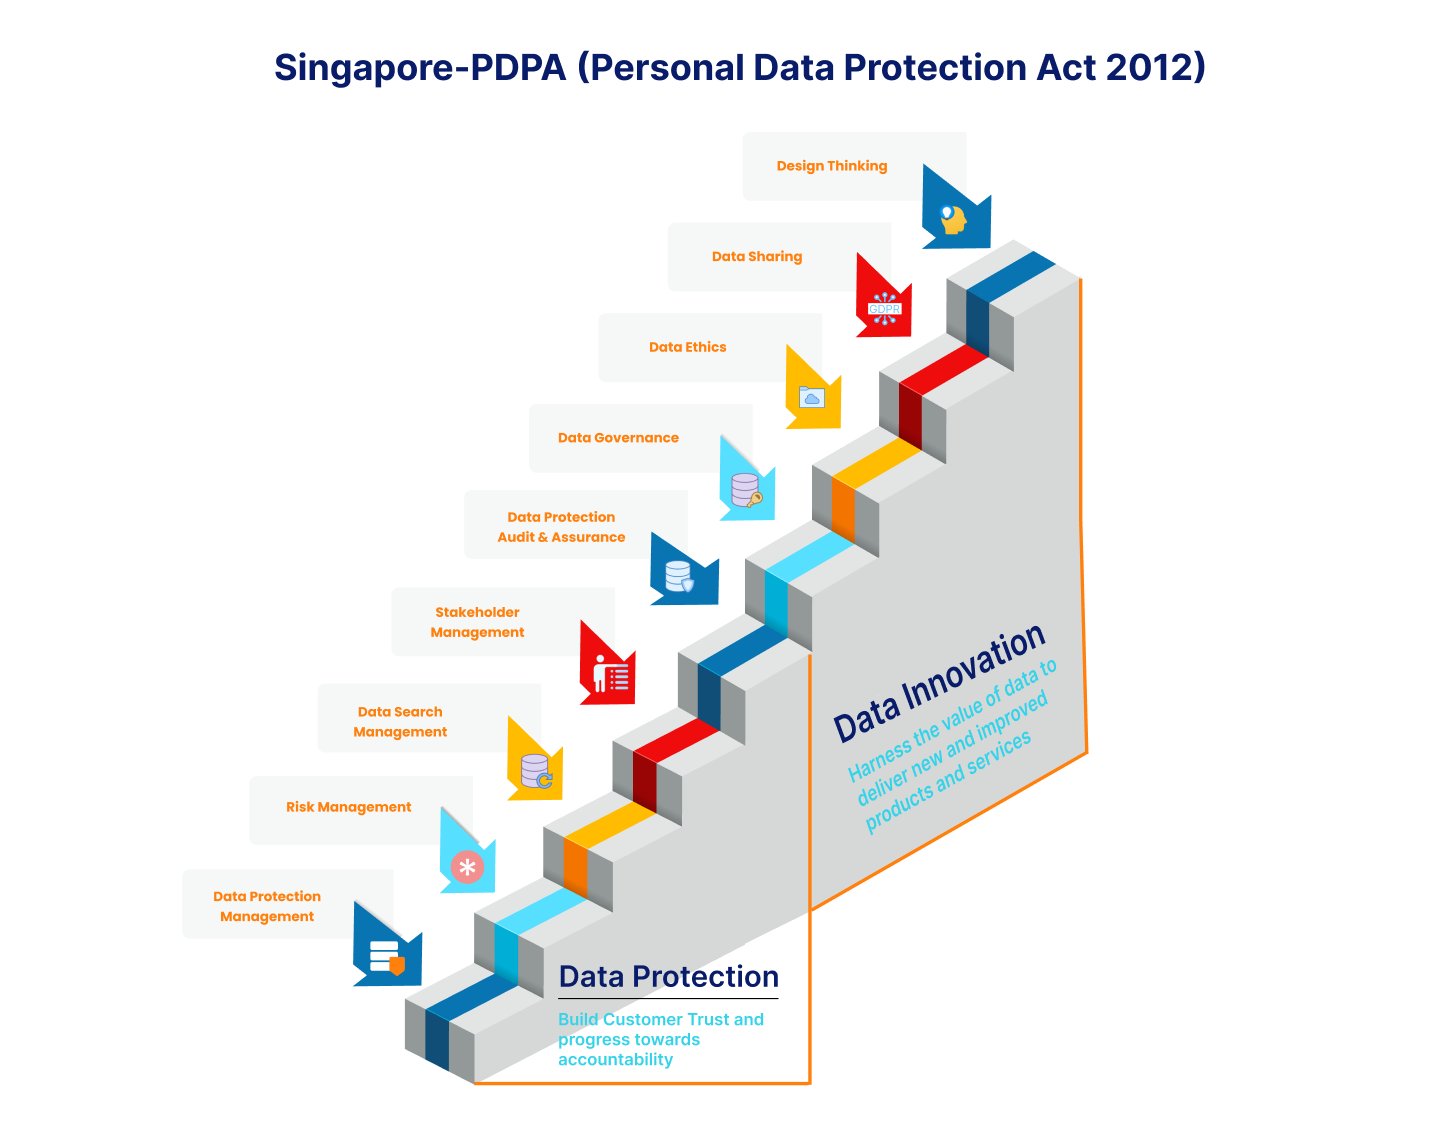 Singapore-PDPA (Personal Data Protection Act 2012)
Design Thinking
Data Sharing
GDPR
Data Ethics
Data Governance
Data Protection
Audit & Assurance
Stakeholder
Management
Data Search
Management
Risk Management
Data Protection
Management
Data Innovation
Harness the value of data to
deliver new and improved
products and services
Data Protection
Build Customer Trust and
progress towards
accountability